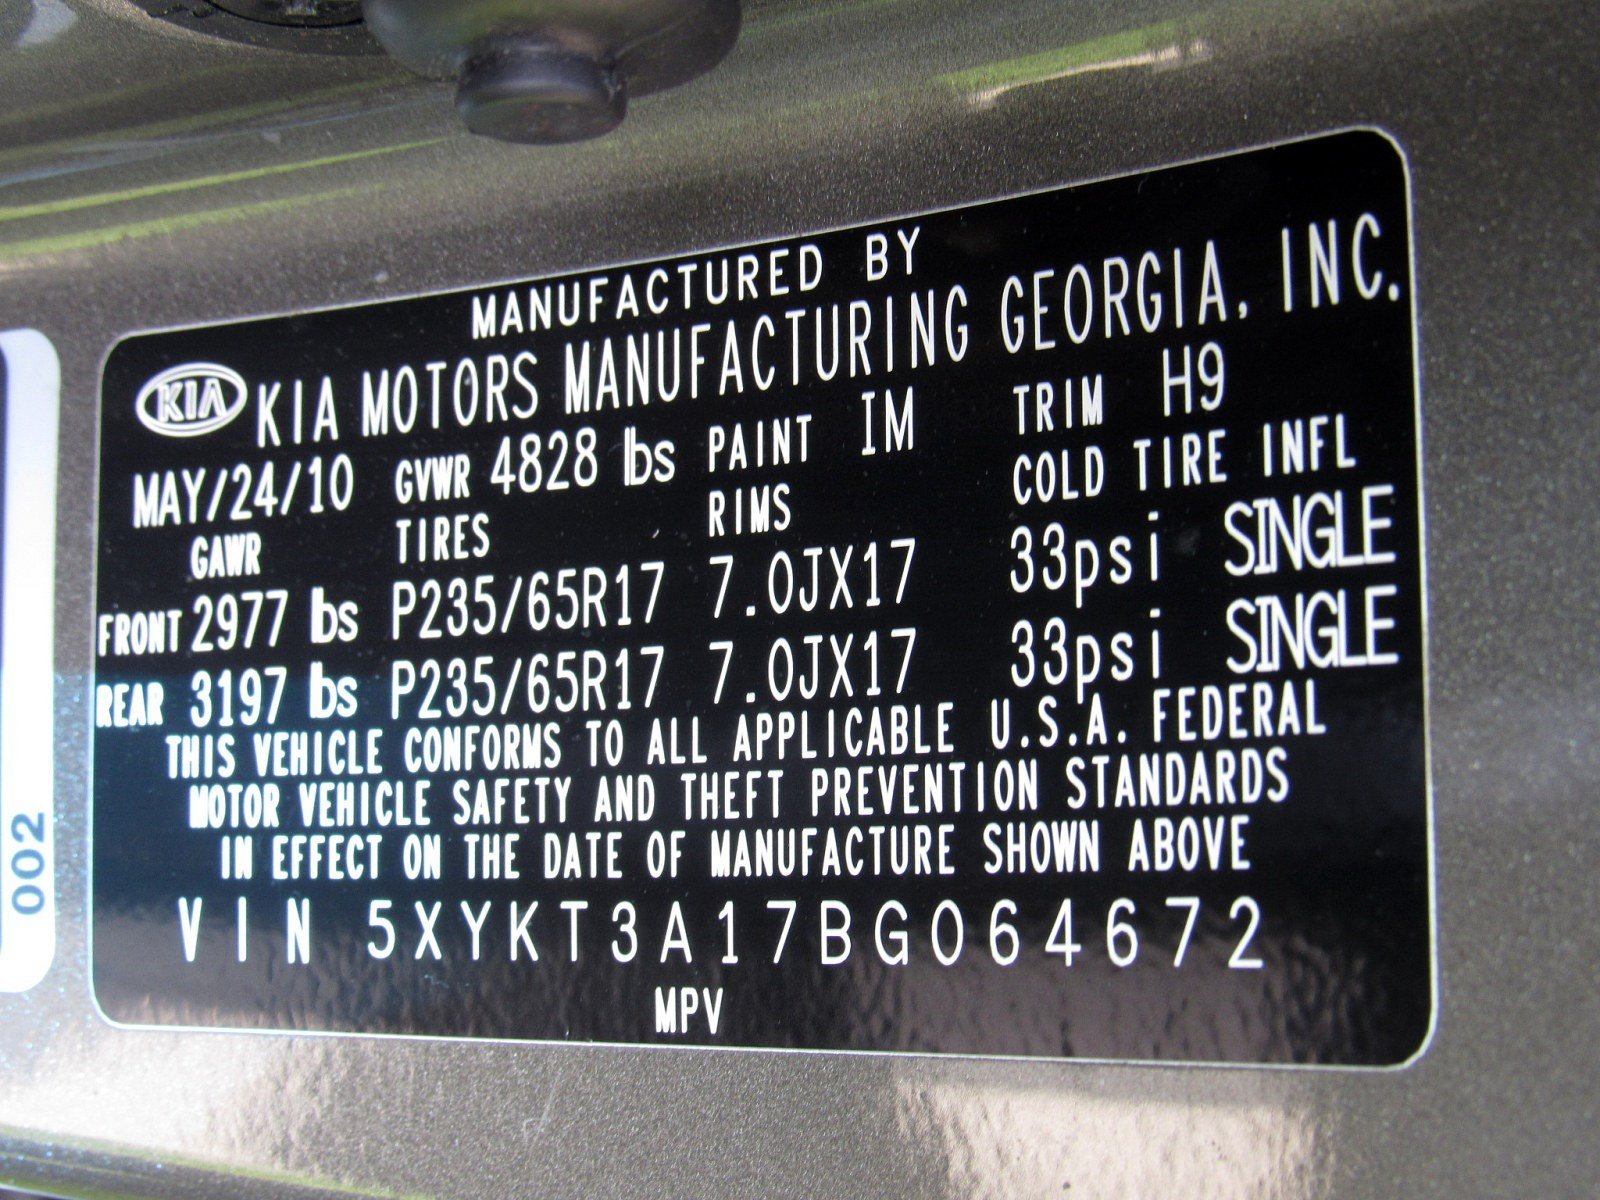 MANUFACTURED BY
KIA KIA MOTORS MANUFACTURING GEORGIA, INC.
MAY/24/10 GVWR 4828 lbs PAINT IM TRIM H9
GAWR TIRES RIMS COLD TIRE INFL
FRONT 2977 lbs P235/65R17 7.0JX17 33psi SINGLE
REAR 3197 lbs P235/65R17 7.0JX17 33psi SINGLE
THIS VEHICLE CONFORMS TO ALL APPLICABLE U.S.A. FEDERAL
MOTOR VEHICLE SAFETY AND THEFT PREVENTION STANDARDS
IN EFFECT ON THE DATE OF MANUFACTURE SHOWN ABOVE
VIN 5XYKT3A17BG064672
MPV
002